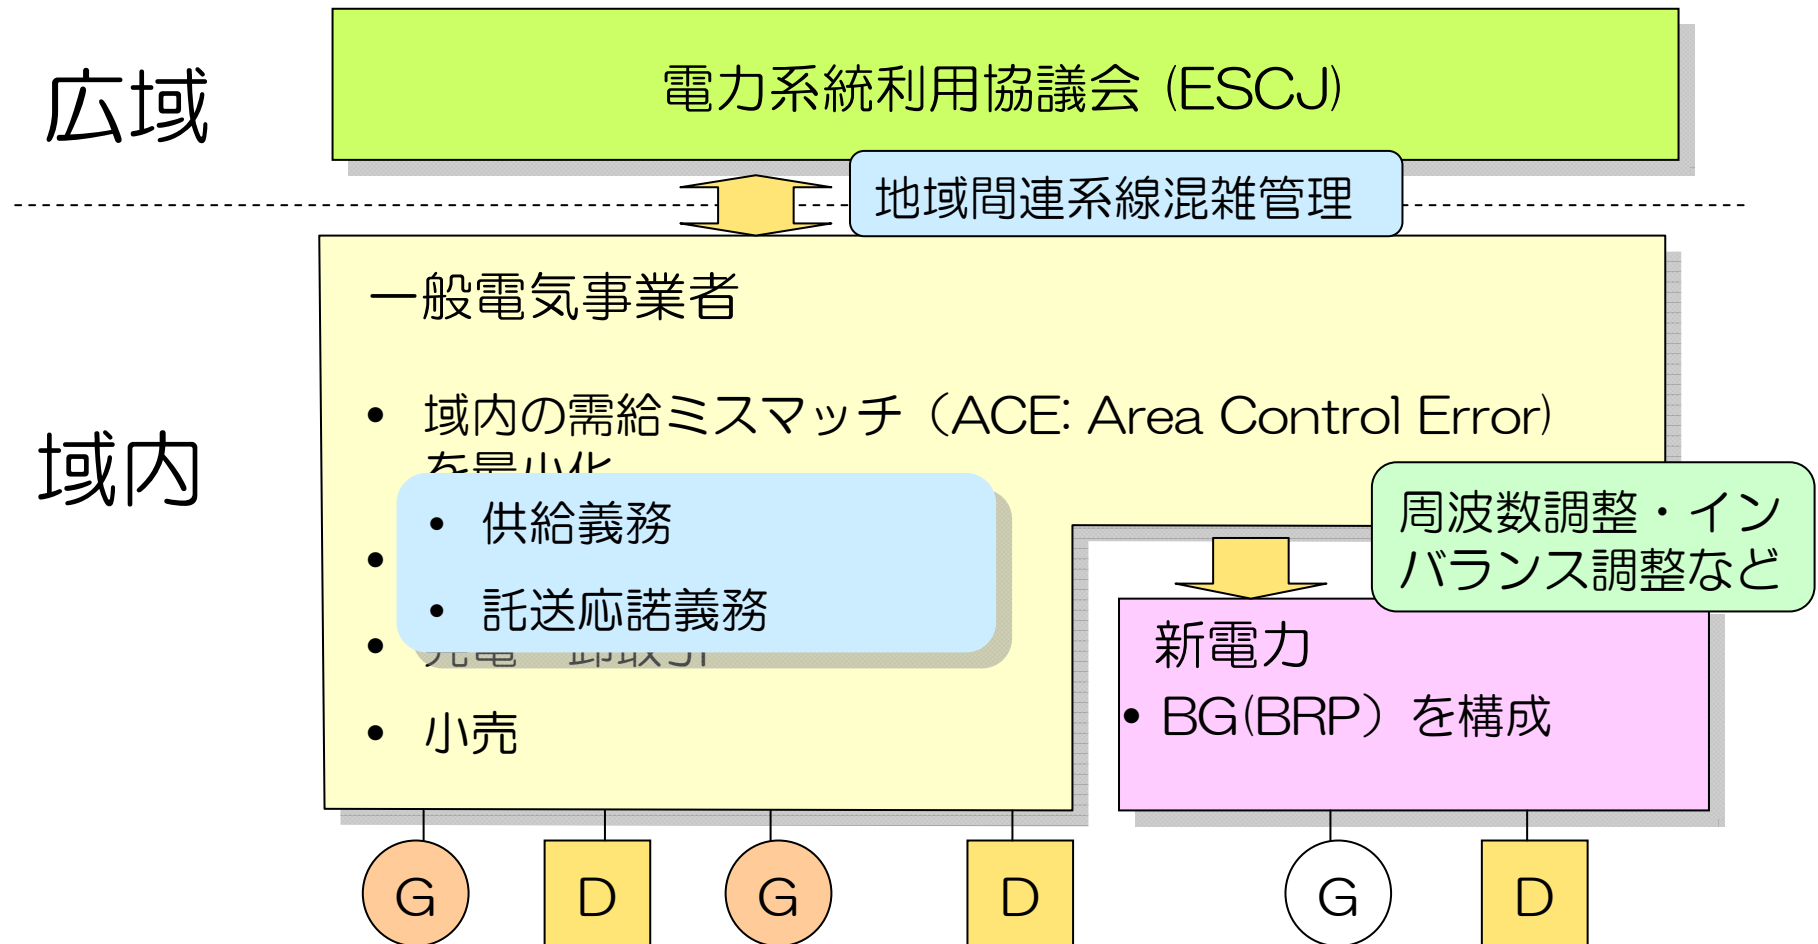 広域
電力系統利用協議会 (ESCJ)
地域間連系線混雑管理
一般電気事業者
域内
• 域内の需給ミスマッチ（ACE: Area Control Error)
を最小化
• 供給義務
• 託送応諾義務
•
•
• 小売
周波数調整・イン
バランス調整など
新電力
• BG(BRP）を構成
G
D
G
D
G
D